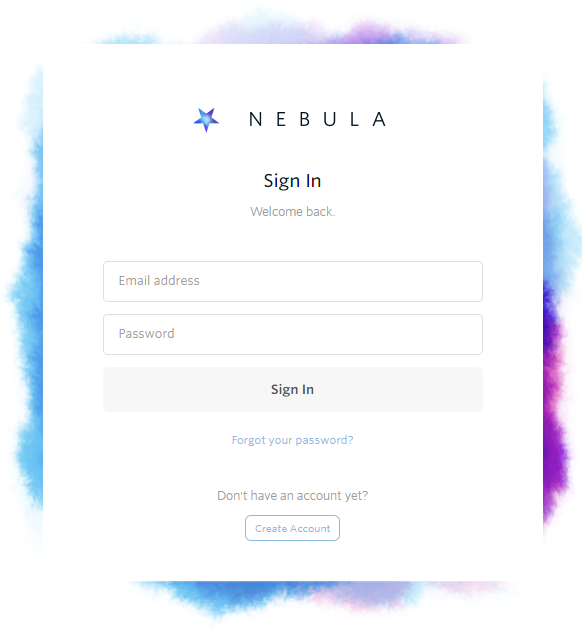 NEBULA
Sign In
Welcome back.
Email address
Password
Sign In
Forgot your password?
Don't have an account yet?
Create Account